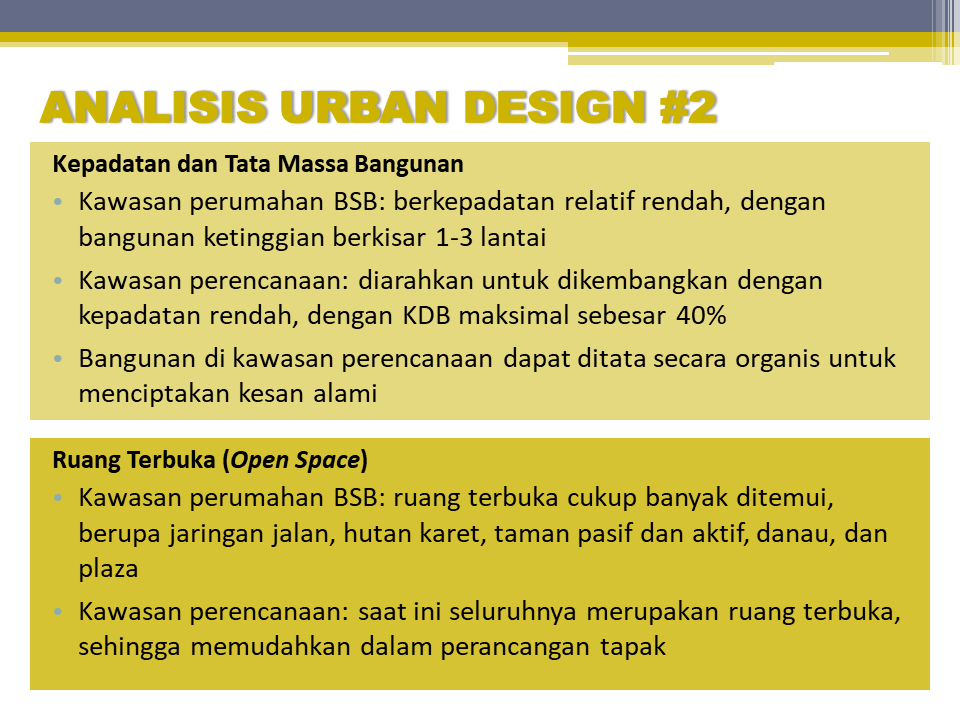 ANALISIS URBAN DESIGN #2
Kepadatan dan Tata Massa Bangunan
• Kawasan perumahan BSB: berkepadatan relatif rendah, dengan
bangunan ketinggian berkisar 1-3 lantai
• Kawasan perencanaan: diarahkan untuk dikembangkan dengan
kepadatan rendah, dengan KDB maksimal sebesar 40%
• Bangunan di kawasan perencanaan dapat ditata secara organis untuk
menciptakan kesan alami
Ruang Terbuka (Open Space)
• Kawasan perumahan BSB: ruang terbuka cukup banyak ditemui,
berupa jaringan jalan, hutan karet, taman pasif dan aktif, danau, dan
plaza
• Kawasan perencanaan: saat ini seluruhnya merupakan ruang terbuka,
sehingga memudahkan dalam perancangan tapak